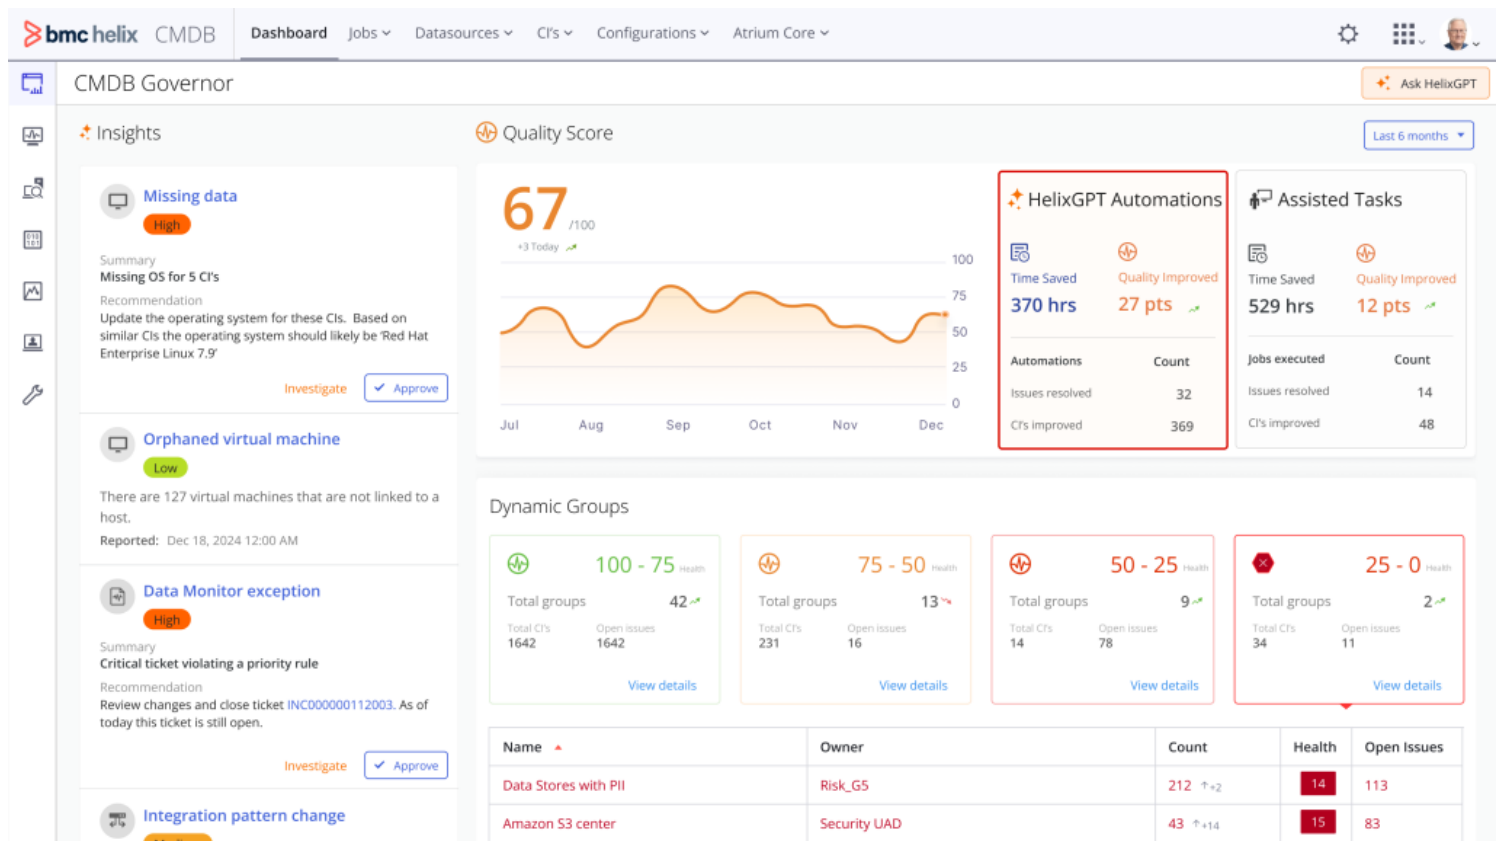 bmc helix CMDB Dashboard Jobs Datasources CI's Configurations Atrium Core
CMDB Governor
Ask HelixGPT
Insights
Missing data
High
Summary
Missing OS for 5 CI's
Recommendation
Update the operating system for these CIs. Based on
similar CIs the operating system should likely be 'Red Hat
Enterprise Linux 7.9'
Investigate Approve
Orphaned virtual machine
Low
There are 127 virtual machines that are not linked to a
host.
Reported: Dec 18, 2024 12:00 AM
Data Monitor exception
High
Summary
Critical ticket violating a priority rule
Recommendation
Review changes and close ticket INC000000112003. As of
today this ticket is still open.
Investigate Approve
Integration pattern change
Quality Score
Last 6 months
67 /100
+3 Today
100
75
50
25
0
Jul Aug Sep Oct Nov Dec
HelixGPT Automations
Time Saved Quality Improved
370 hrs 27 pts
Automations Count
Issues resolved 32
CI's improved 369
Assisted Tasks
Time Saved Quality Improved
529 hrs 12 pts
Jobs executed Count
Issues resolved 14
CI's improved 48
Dynamic Groups
100 - 75 Health
Total groups 42
Total CI's Open issues
1642 1642
View details
75 - 50 Health
Total groups 13
Total CI's Open issues
231 16
View details
50 - 25 Health
Total groups 9
Total CI's Open issues
14 78
View details
25 - 0 Health
Total groups 2
Total CI's Open issues
34 11
View details
Name Owner Count Health Open Issues
Data Stores with PII Risk_G5 212 ↑+2 14 113
Amazon S3 center Security UAD 43 ↑+14 15 83